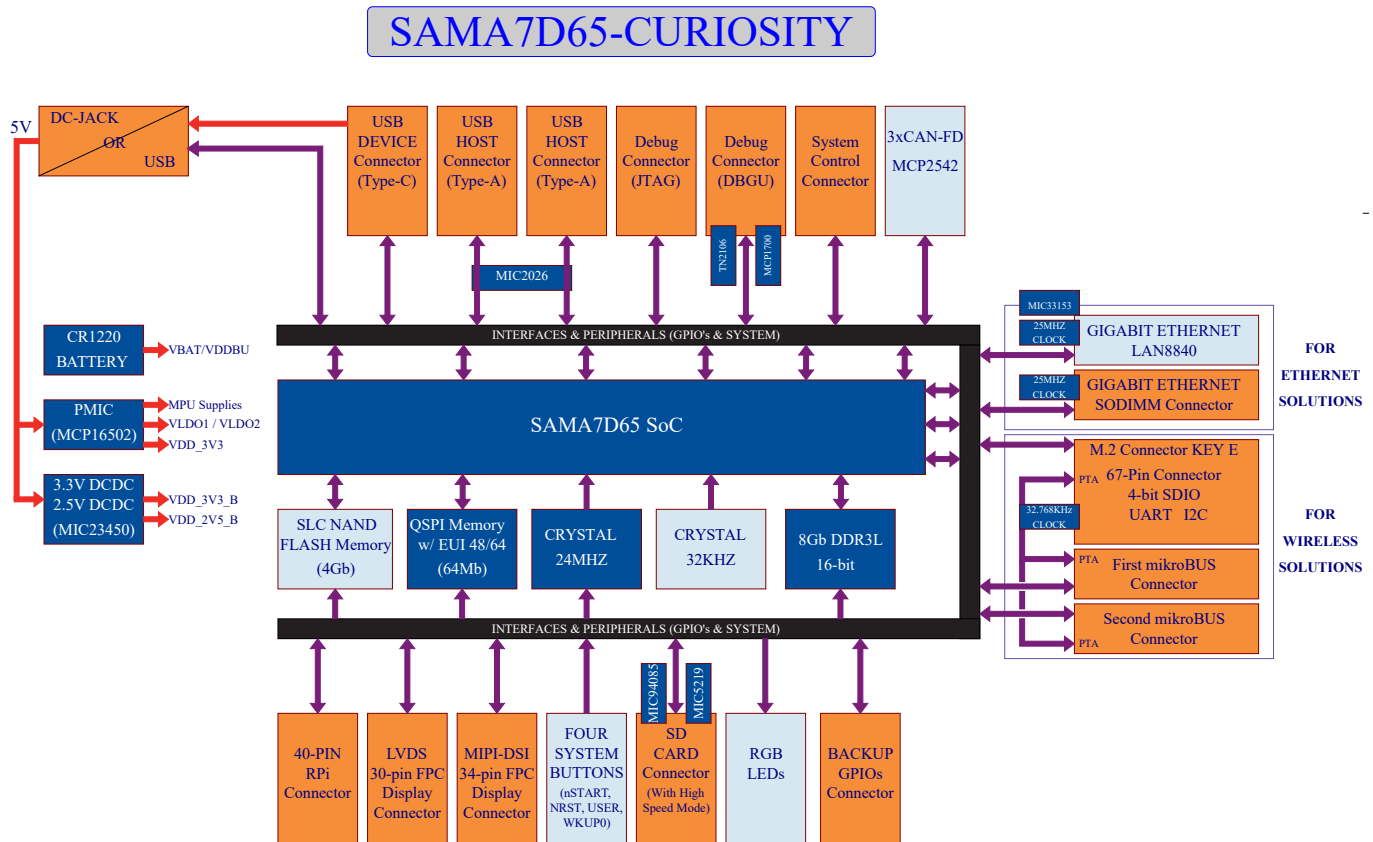 SAMA7D65-CURIOSITY
5V
DC-JACK
OR
USB
USB
DEVICE
Connector
(Type-C)
USB
HOST
Connector
(Type-A)
USB
HOST
Connector
(Type-A)
Debug
Connector
(JTAG)
Debug
Connector
(DBGU)
System
Control
Connector
3xCAN-FD
MCP2542
TN2106
MCP1700
MIC2026
CR1220
BATTERY
VBAT/VDDBU
PMIC
(MCP16502)
MPU Supplies
VLDO1 / VLDO2
VDD_3V3
3.3V DCDC
2.5V DCDC
(MIC23450)
VDD_3V3_B
VDD_2V5_B
INTERFACES & PERIPHERALS (GPIO's & SYSTEM)
SAMA7D65 SoC
SLC NAND
FLASH Memory
(4Gb)
QSPI Memory
w/ EUI 48/64
(64Mb)
CRYSTAL
24MHZ
CRYSTAL
32KHZ
8Gb DDR3L
16-bit
INTERFACES & PERIPHERALS (GPIO's & SYSTEM)
MIC33153
25MHZ
CLOCK
GIGABIT ETHERNET
LAN8840
25MHZ
CLOCK
GIGABIT ETHERNET
SODIMM Connector
FOR
ETHERNET
SOLUTIONS
M.2 Connector KEY E
PTA
67-Pin Connector
4-bit SDIO
UART I2C
32.768KHz
CLOCK
PTA
First mikroBUS
Connector
Second mikroBUS
Connector
PTA
FOR
WIRELESS
SOLUTIONS
40-PIN
RPi
Connector
LVDS
30-pin FPC
Display
Connector
MIPI-DSI
34-pin FPC
Display
Connector
FOUR
SYSTEM
BUTTONS
(nSTART,
NRST, USER,
WKUP0)
MIC94085
MIC5219
SD
CARD
Connector
(With High
Speed Mode)
RGB
LEDs
BACKUP
GPIOs
Connector